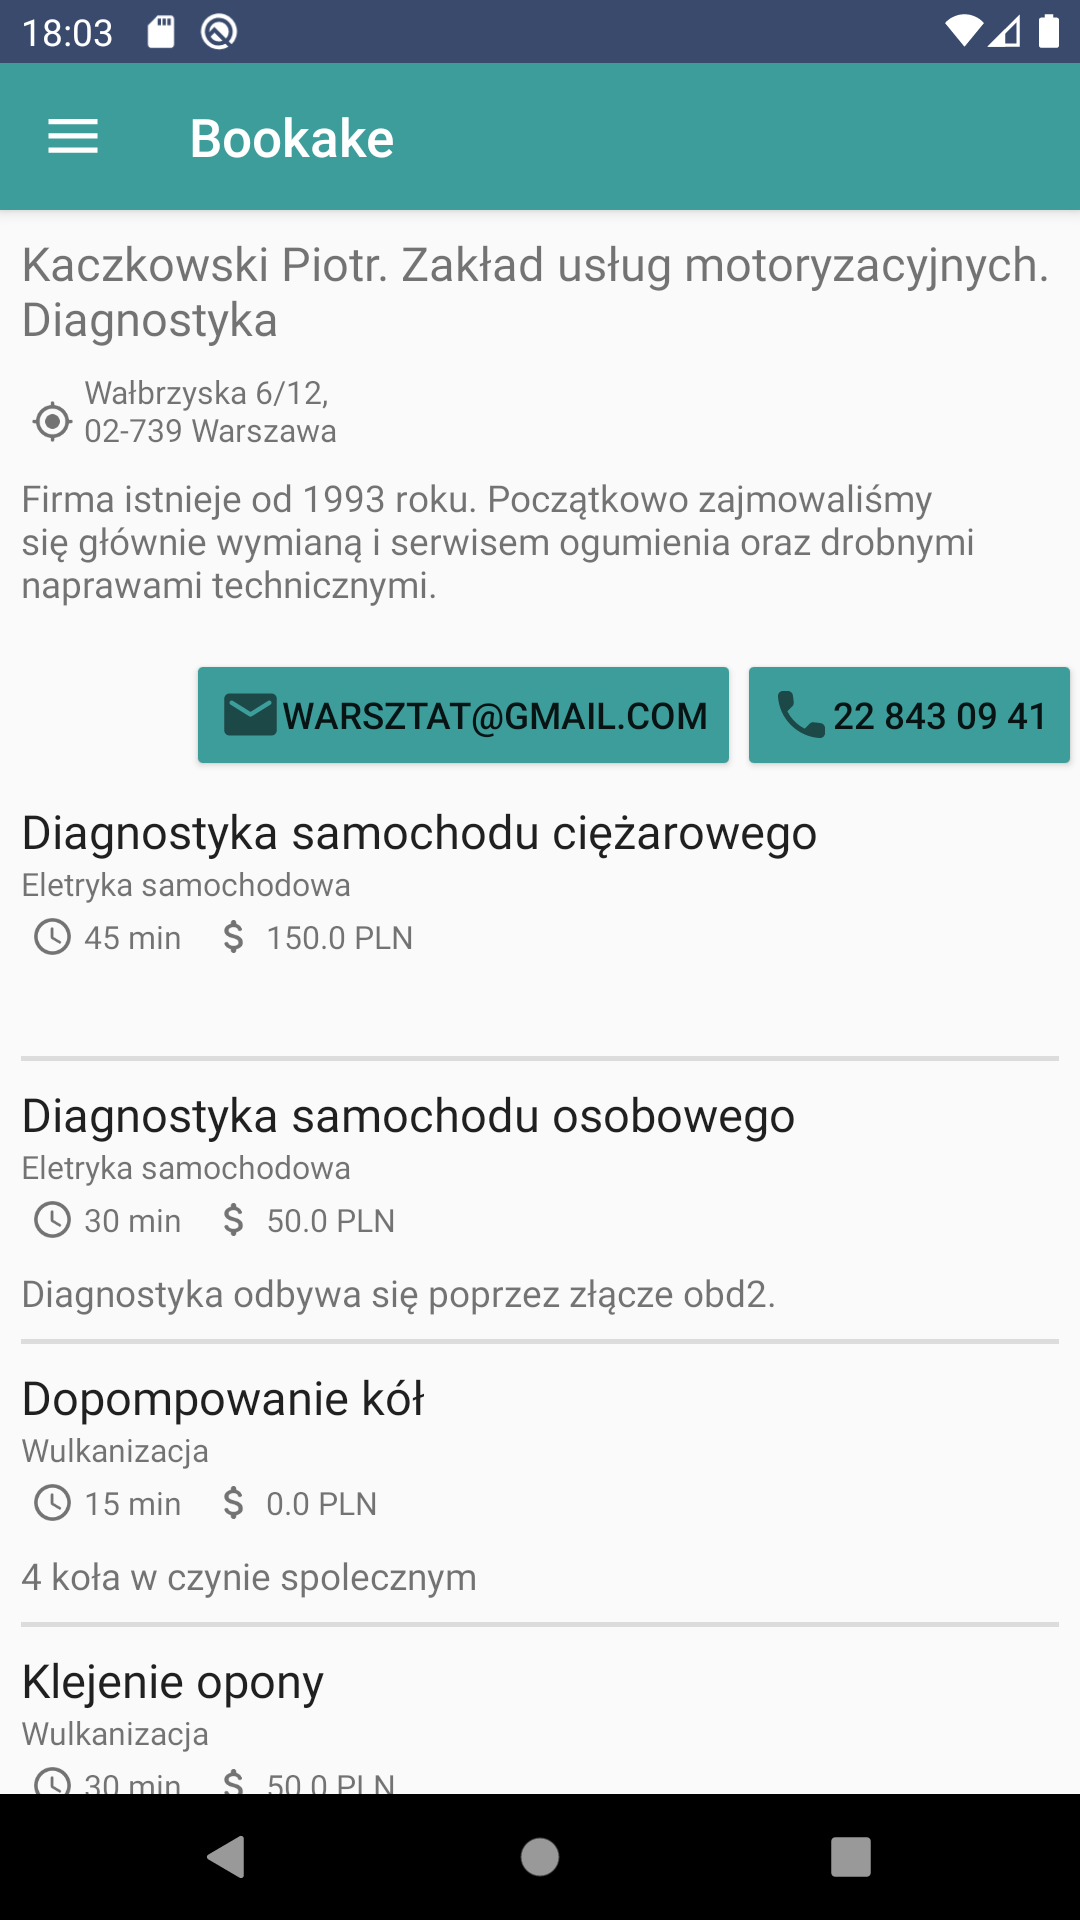 18:03
Bookake
Kaczkowski Piotr. Zakład usług motoryzacyjnych.
Diagnostyka
Wałbrzyska 6/12,
02-739 Warszawa
Firma istnieje od 1993 roku. Początkowo zajmowaliśmy
się głównie wymianą i serwisem ogumienia oraz drobnymi
naprawami technicznymi.
WARSZTAT@GMAIL.COM 22 843 09 41
Diagnostyka samochodu ciężarowego
Eletryka samochodowa
45 min $ 150.0 PLN
Diagnostyka samochodu osobowego
Eletryka samochodowa
30 min $ 50.0 PLN
Diagnostyka odbywa się poprzez złącze obd2.
Dopompowanie kół
Wulkanizacja
15 min $ 0.0 PLN
4 koła w czynie spolecznym
Klejenie opony
Wulkanizacja
30 min $ 50.0 PLN